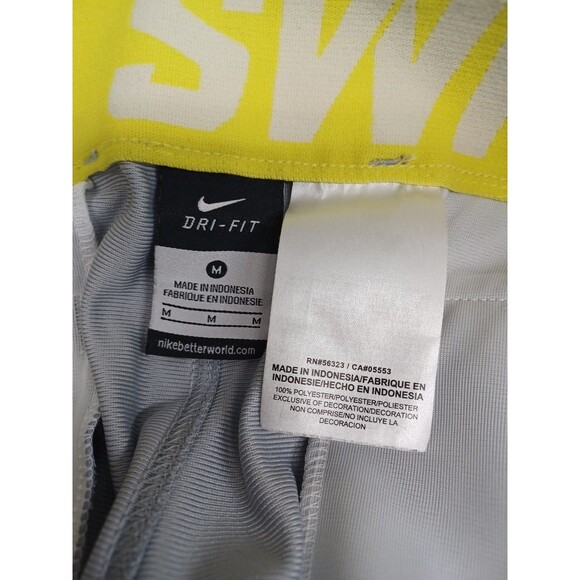 SW
DRI-FIT
M
MADE IN INDONESIA
FABRIQUE EN INDONESIE
M M M
nikebetterworld.com
RN#56323 / CA#05553
MADE IN INDONESIA/FABRIQUE EN
INDONESIE/HECHO EN INDONESIA
100% POLYESTER/POLYESTER/POLIESTER
EXCLUSIVE OF DECORATION/DECORATION
NON COMPRISE/NO INCLUYE LA
DECORACION